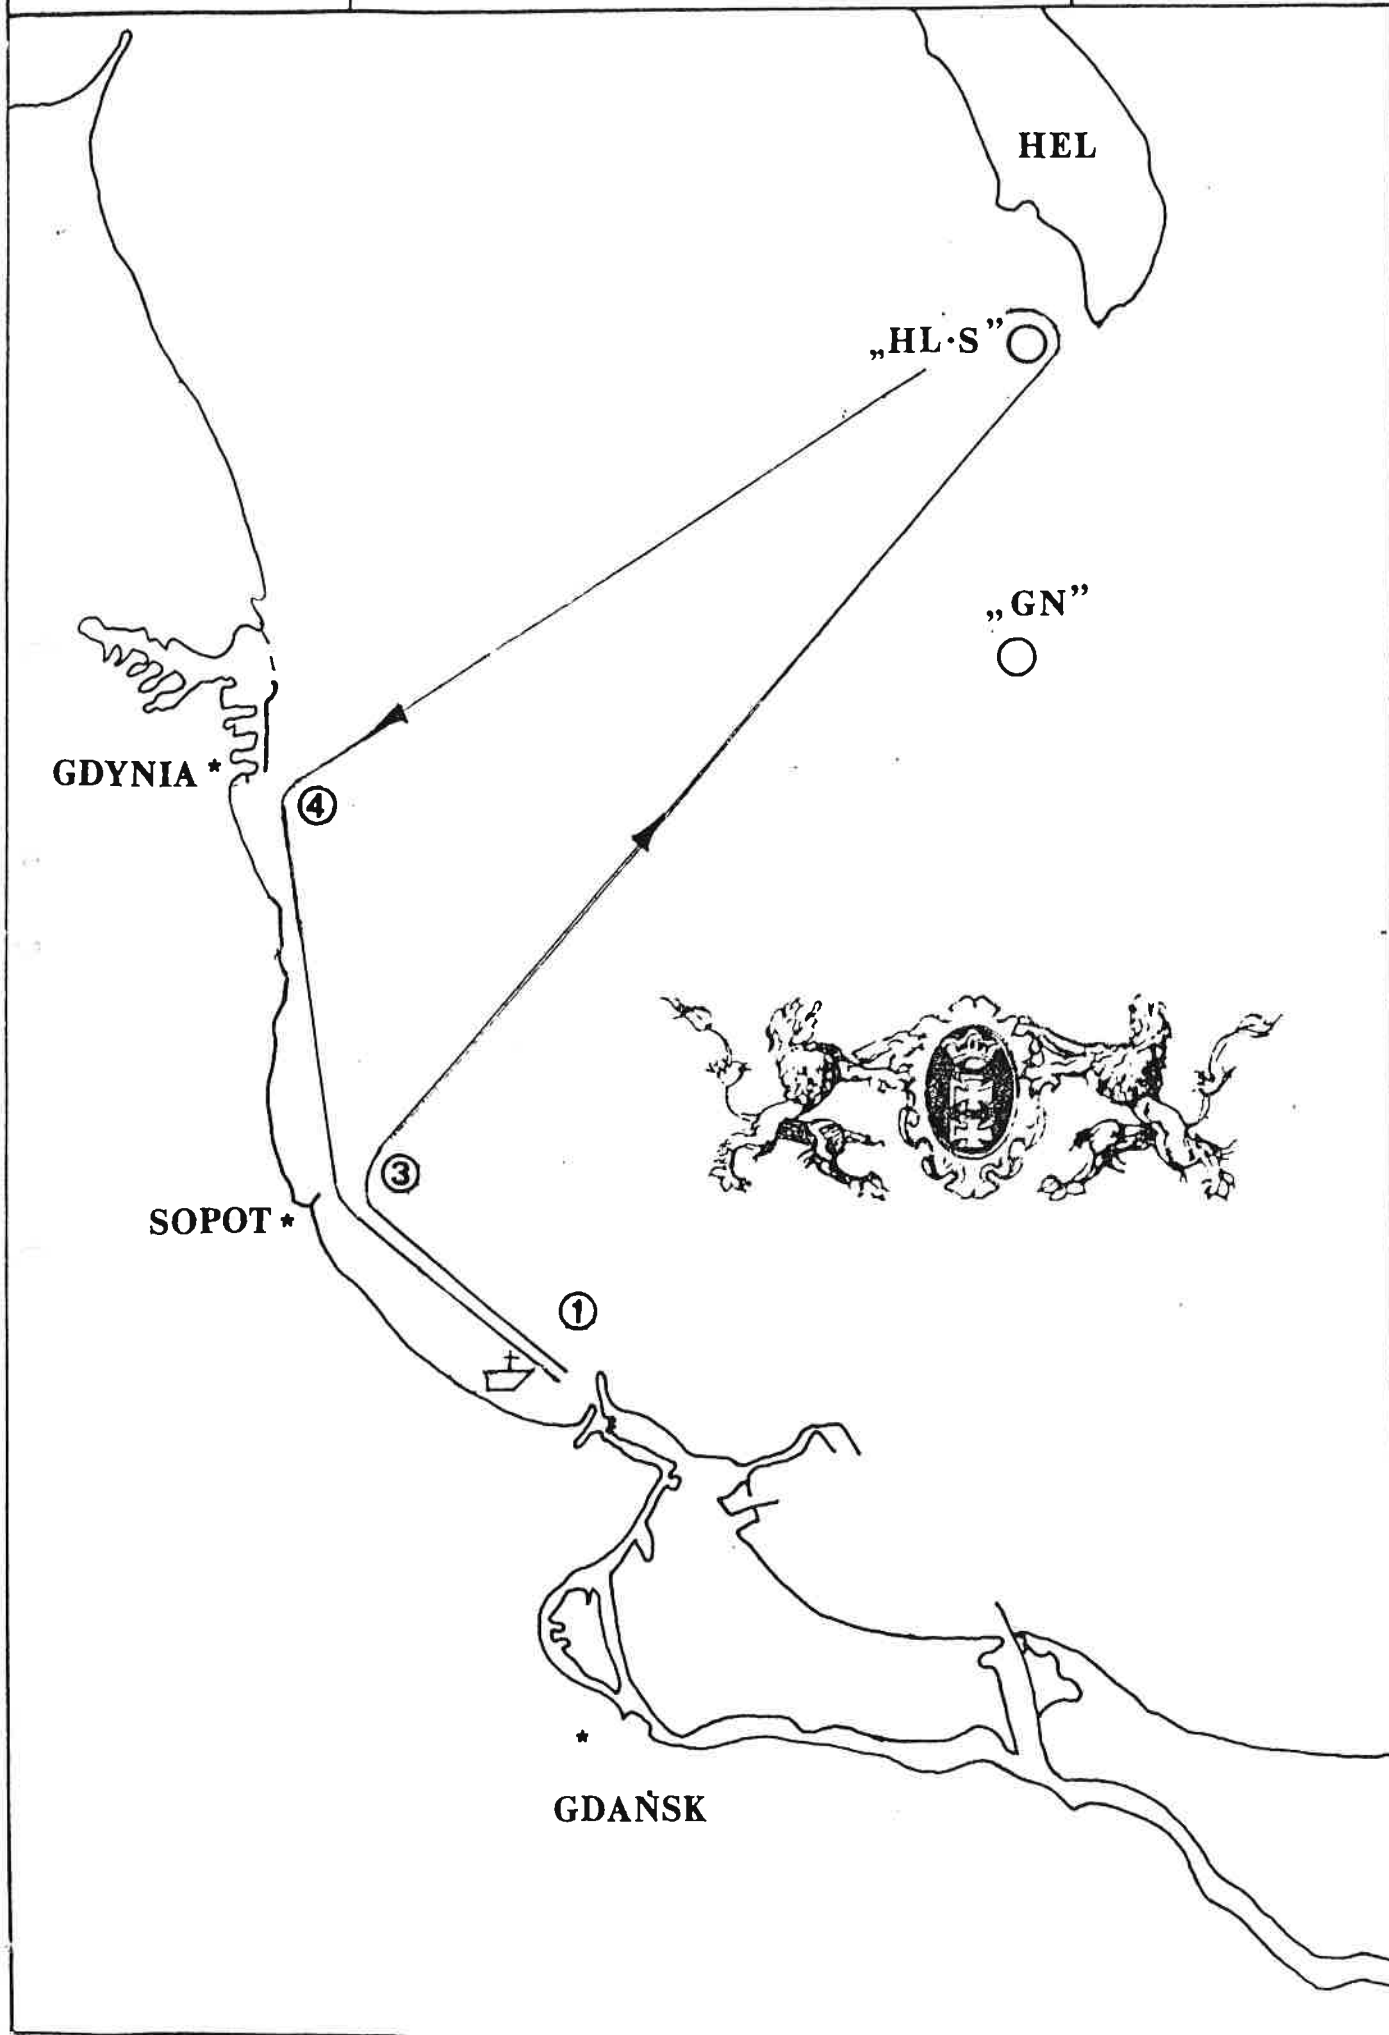 HEL
„HL·S”
„GN”
GDYNIA *
④
③
SOPOT *
①
*
GDAŃSK